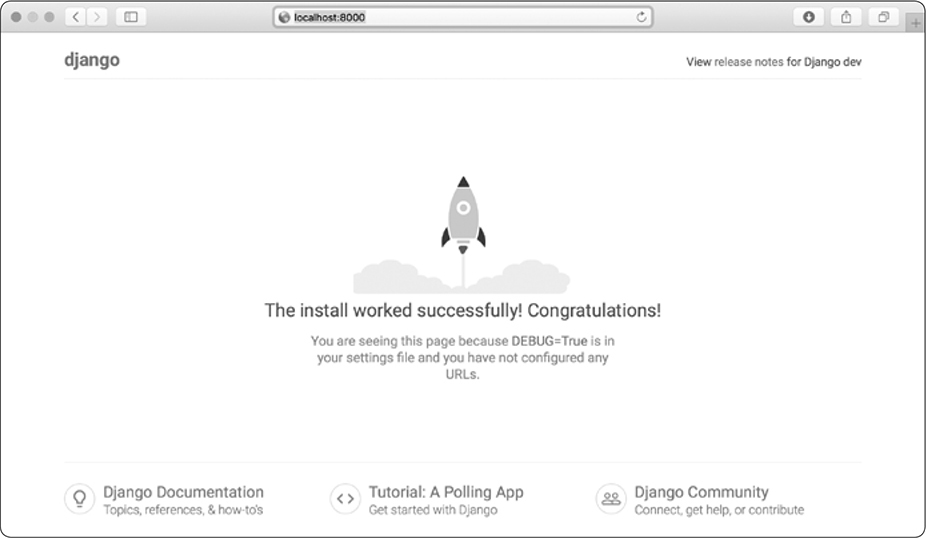 localhost:8000
django
View release notes for Django dev
The install worked successfully! Congratulations!
You are seeing this page because DEBUG=True is in
your settings file and you have not configured any
URLs.
Django Documentation
Topics, references, & how-to's
Tutorial: A Polling App
Get started with Django
Django Community
Connect, get help, or contribute